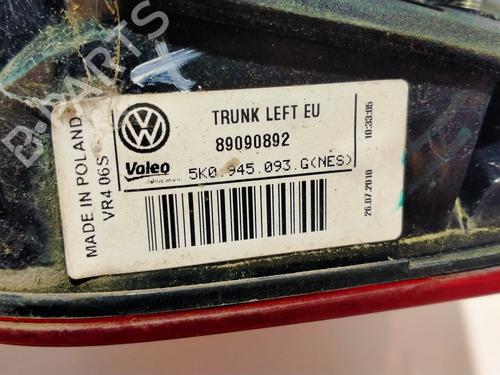 MADE IN POLAND
VR4 06S
TRUNK LEFT EU
89090892
Valeo
5K0.945.093.G(NES)
10:33:05
26.07.2010
B-PARTS